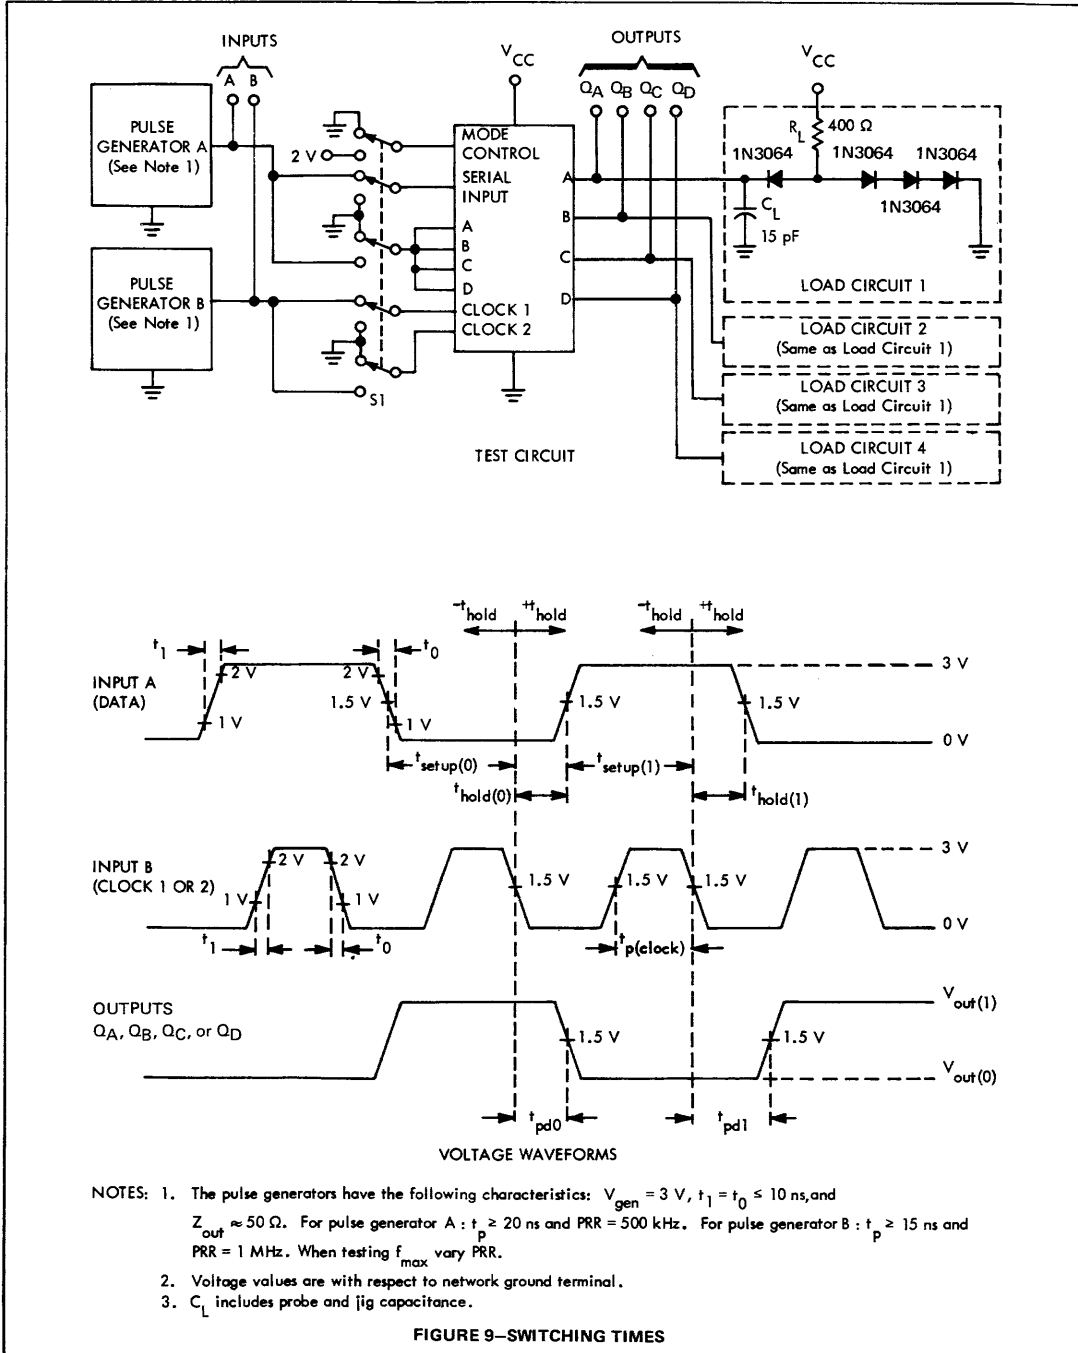 INPUTS
A B
PULSE
GENERATOR A
(See Note 1)
PULSE
GENERATOR B
(See Note 1)
2 V
S1
VCC
MODE
CONTROL
SERIAL
INPUT
A
B
C
D
CLOCK 1
CLOCK 2
A
B
C
D
OUTPUTS
QA QB QC QD
VCC
RL 400 Ω
1N3064 1N3064 1N3064
1N3064
CL
15 pF
LOAD CIRCUIT 1
LOAD CIRCUIT 2
(Same as Load Circuit 1)
LOAD CIRCUIT 3
(Same as Load Circuit 1)
LOAD CIRCUIT 4
(Same as Load Circuit 1)
TEST CIRCUIT
-thold +thold -thold +thold
t1 t0
INPUT A
(DATA)
2 V 2 V 3 V
1.5 V 1.5 V 1.5 V
1 V 1 V
0 V
tsetup(0) tsetup(1)
thold(0) thold(1)
INPUT B
(CLOCK 1 OR 2)
2 V 2 V 3 V
1.5 V 1.5 V 1.5 V
1 V 1 V
0 V
t1 t0 tp(clock)
OUTPUTS
QA, QB, QC, or QD
Vout(1)
1.5 V 1.5 V
Vout(0)
tpd0 tpd1
VOLTAGE WAVEFORMS
NOTES: 1. The pulse generators have the following characteristics: Vgen = 3 V, t1 = t0 ≤ 10 ns, and
Zout ≈ 50 Ω. For pulse generator A : tp ≥ 20 ns and PRR = 500 kHz. For pulse generator B : tp ≥ 15 ns and
PRR = 1 MHz. When testing fmax vary PRR.
2. Voltage values are with respect to network ground terminal.
3. CL includes probe and jig capacitance.
FIGURE 9—SWITCHING TIMES